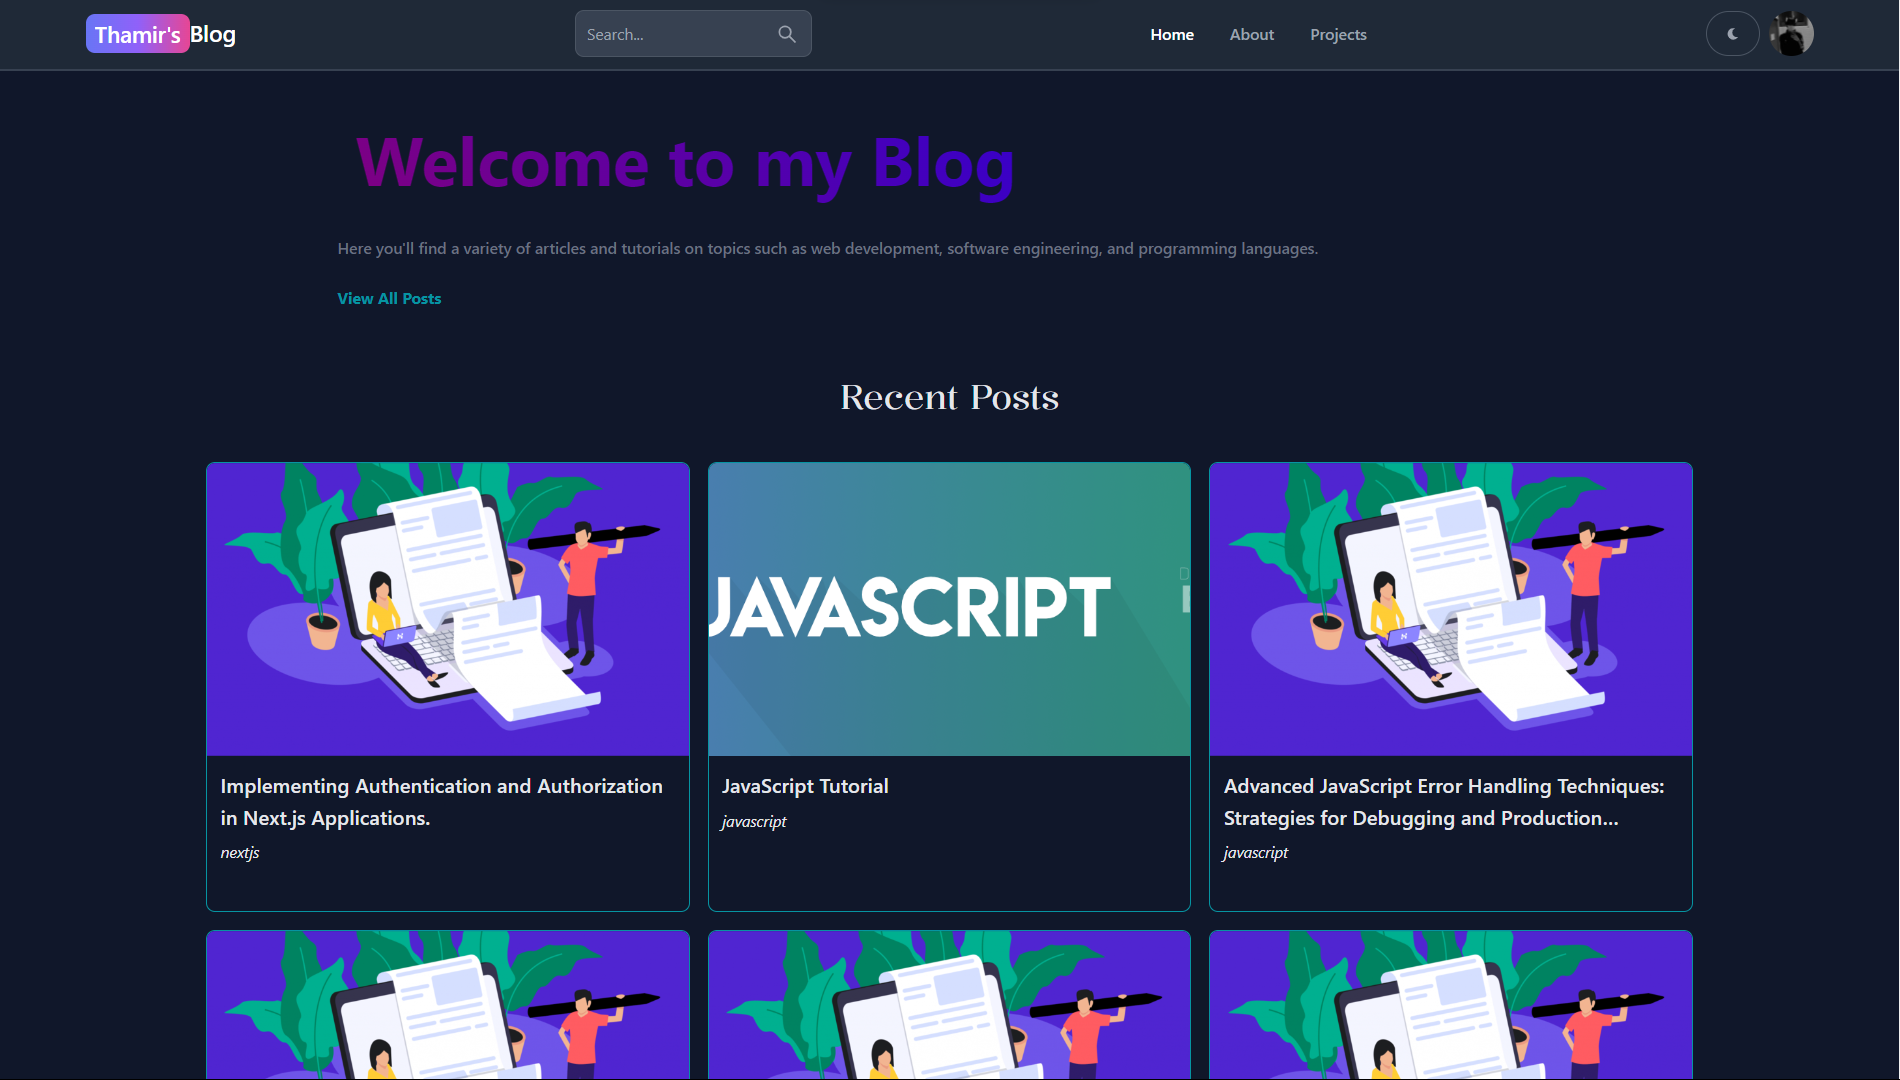 Thamir's Blog
Search...
Home
About
Projects
Welcome to my Blog
Here you'll find a variety of articles and tutorials on topics such as web development, software engineering, and programming languages.
View All Posts
Recent Posts
JAVASCRIPT
Implementing Authentication and Authorization
in Next.js Applications.
nextjs
JavaScript Tutorial
javascript
Advanced JavaScript Error Handling Techniques:
Strategies for Debugging and Production...
javascript